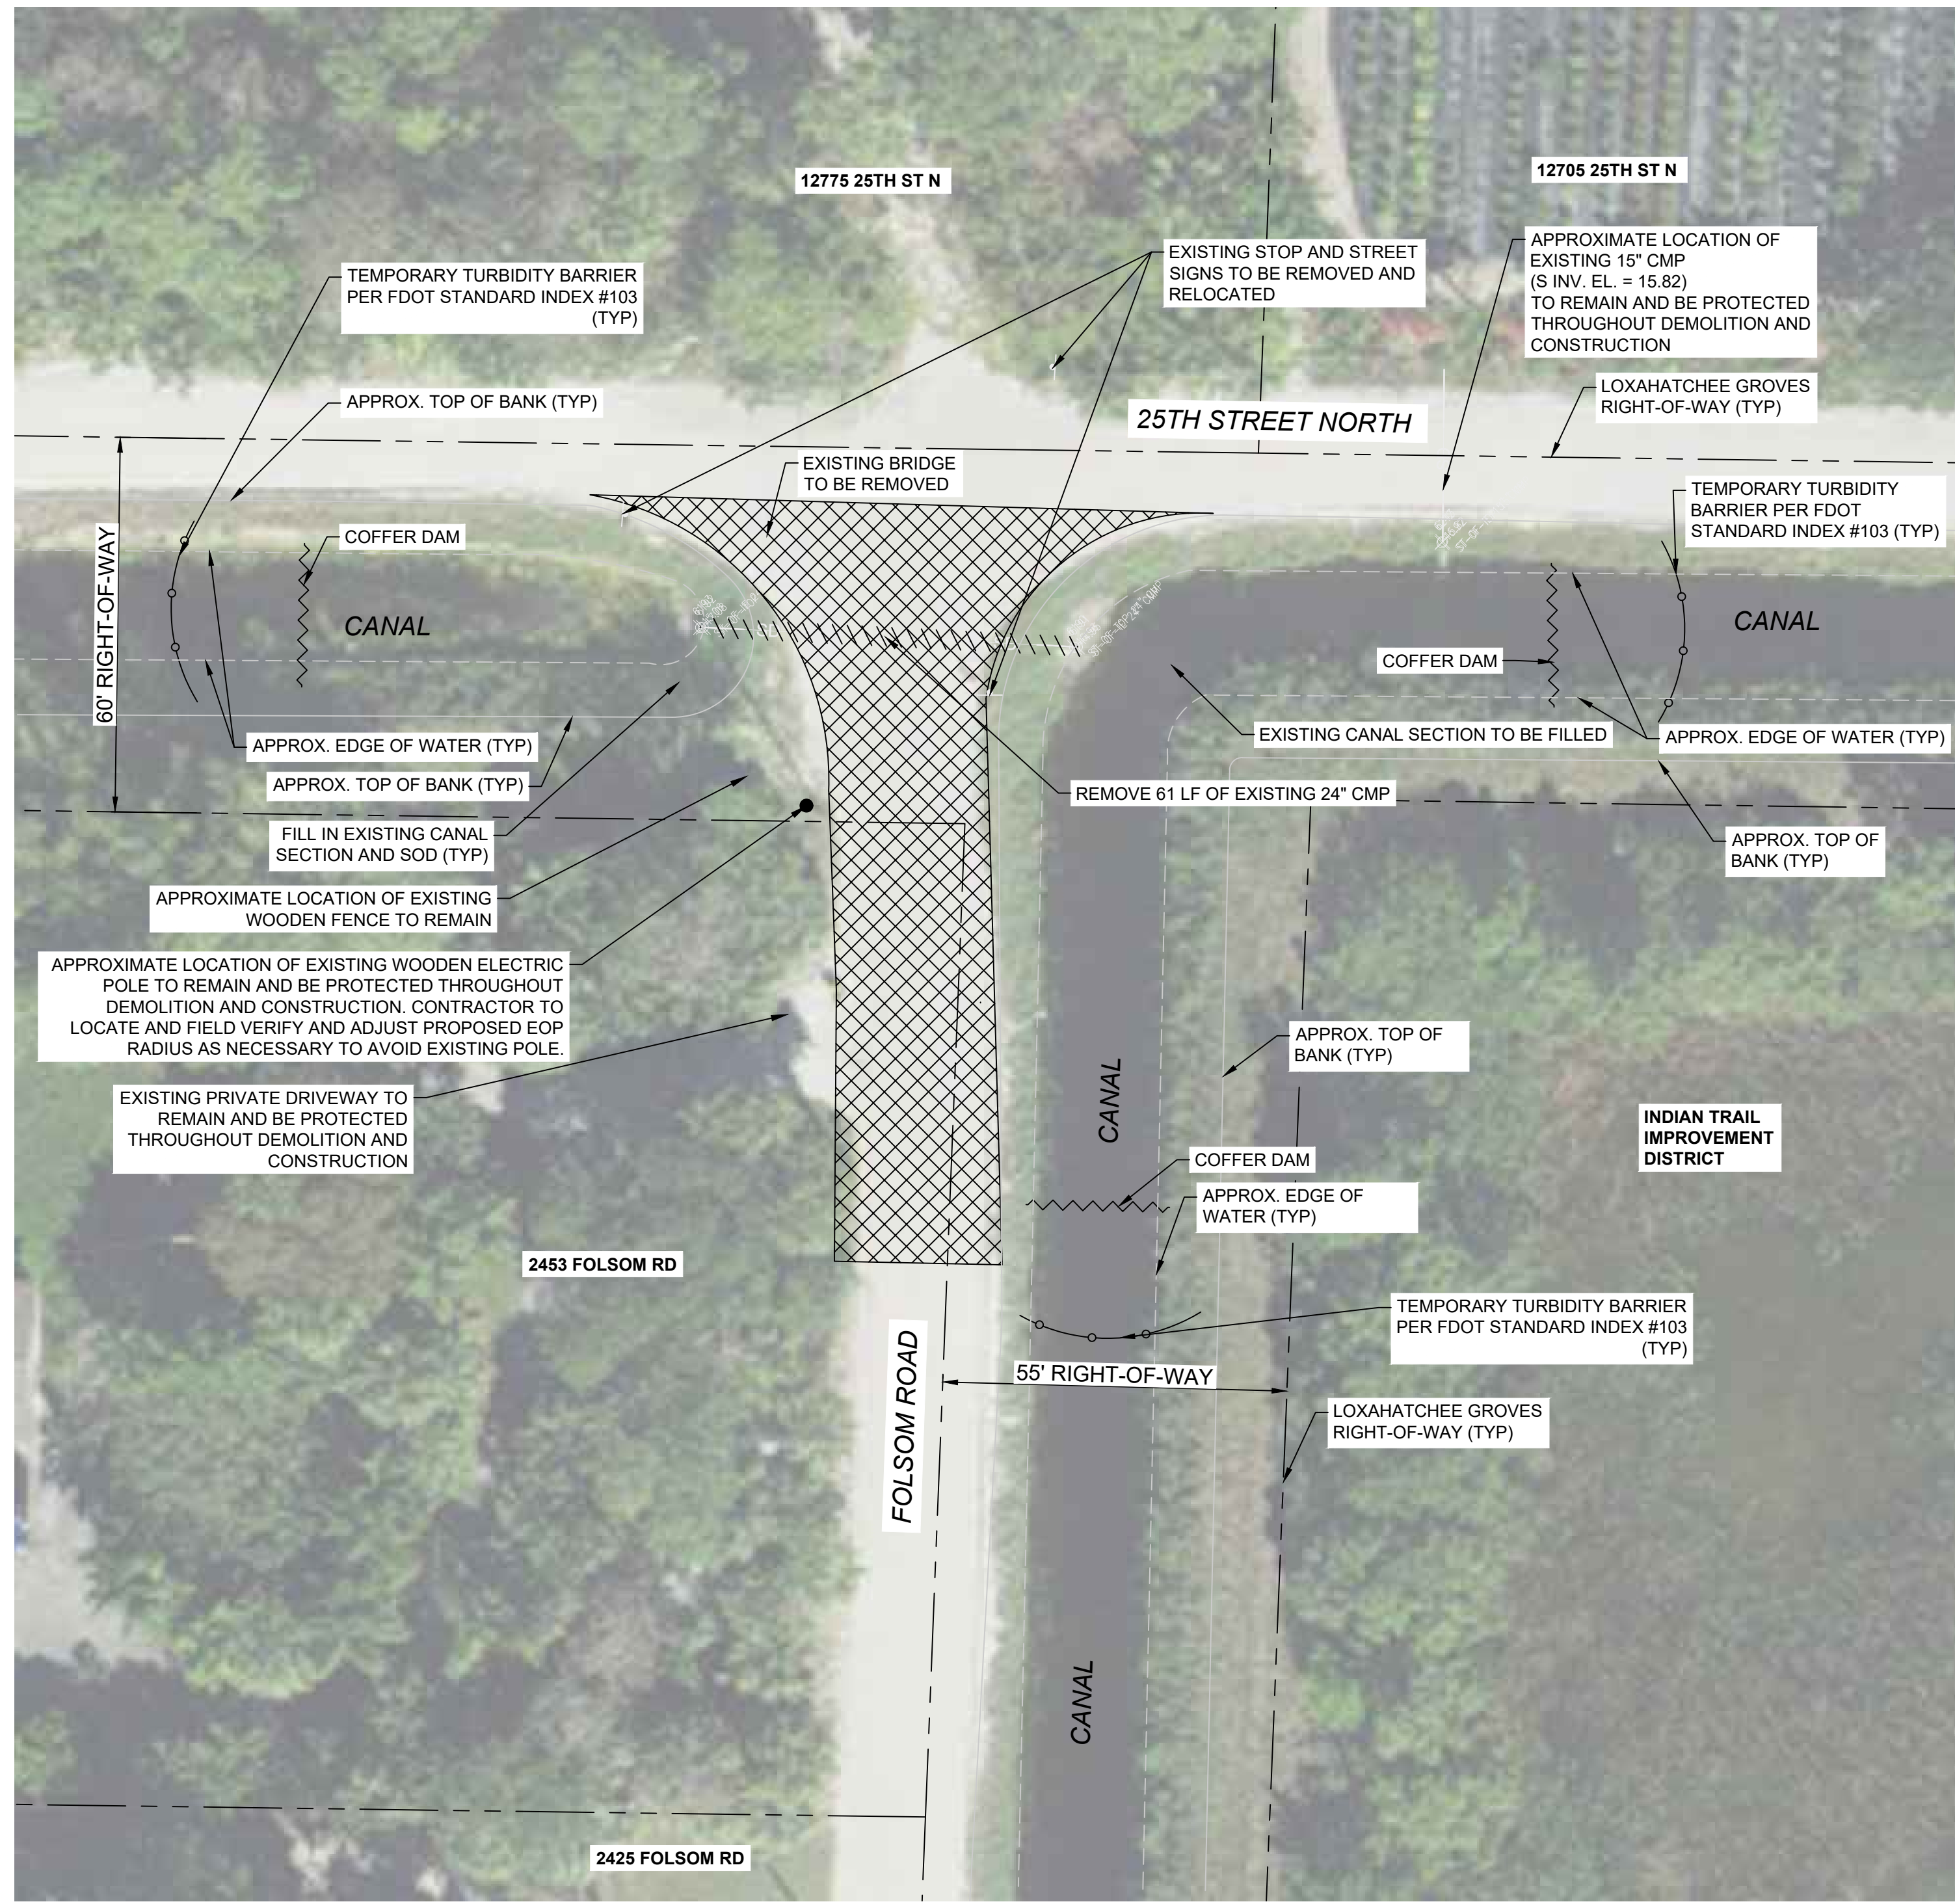 12775 25TH ST N
12705 25TH ST N
TEMPORARY TURBIDITY BARRIER
PER FDOT STANDARD INDEX #103
(TYP)
EXISTING STOP AND STREET
SIGNS TO BE REMOVED AND
RELOCATED
APPROXIMATE LOCATION OF
EXISTING 15" CMP
(S INV. EL. = 15.82)
TO REMAIN AND BE PROTECTED
THROUGHOUT DEMOLITION AND
CONSTRUCTION
APPROX. TOP OF BANK (TYP)
LOXAHATCHEE GROVES
RIGHT-OF-WAY (TYP)
25TH STREET NORTH
EXISTING BRIDGE
TO BE REMOVED
TEMPORARY TURBIDITY
BARRIER PER FDOT
STANDARD INDEX #103 (TYP)
COFFER DAM
60' RIGHT-OF-WAY
CANAL
CANAL
COFFER DAM
EXISTING CANAL SECTION TO BE FILLED
APPROX. EDGE OF WATER (TYP)
APPROX. EDGE OF WATER (TYP)
APPROX. TOP OF BANK (TYP)
REMOVE 61 LF OF EXISTING 24" CMP
FILL IN EXISTING CANAL
SECTION AND SOD (TYP)
APPROX. TOP OF
BANK (TYP)
APPROXIMATE LOCATION OF EXISTING
WOODEN FENCE TO REMAIN
APPROXIMATE LOCATION OF EXISTING WOODEN ELECTRIC
POLE TO REMAIN AND BE PROTECTED THROUGHOUT
DEMOLITION AND CONSTRUCTION. CONTRACTOR TO
LOCATE AND FIELD VERIFY AND ADJUST PROPOSED EOP
RADIUS AS NECESSARY TO AVOID EXISTING POLE.
APPROX. TOP OF
BANK (TYP)
EXISTING PRIVATE DRIVEWAY TO
REMAIN AND BE PROTECTED
THROUGHOUT DEMOLITION AND
CONSTRUCTION
CANAL
INDIAN TRAIL
IMPROVEMENT
DISTRICT
COFFER DAM
APPROX. EDGE OF
WATER (TYP)
2453 FOLSOM RD
TEMPORARY TURBIDITY BARRIER
PER FDOT STANDARD INDEX #103
(TYP)
FOLSOM ROAD
55' RIGHT-OF-WAY
LOXAHATCHEE GROVES
RIGHT-OF-WAY (TYP)
CANAL
2425 FOLSOM RD